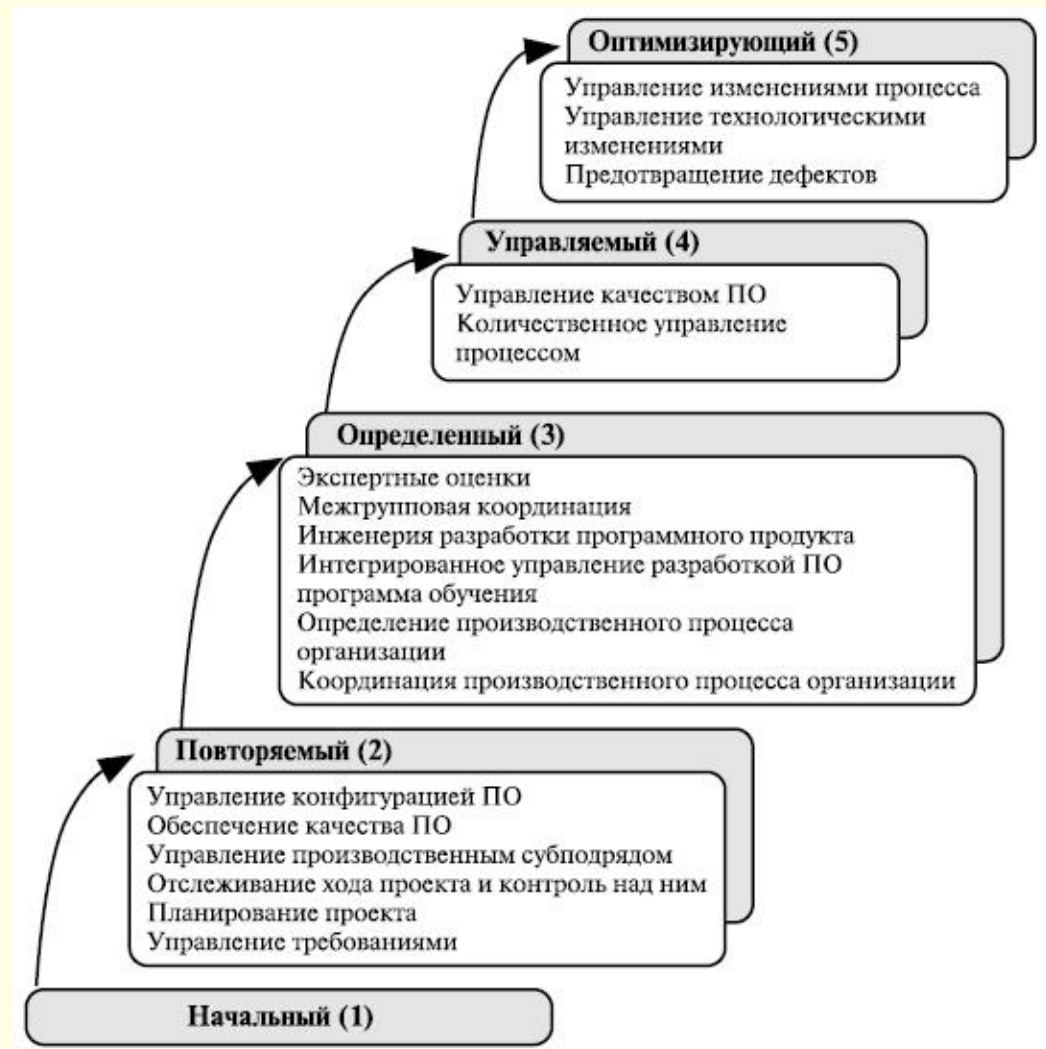 Оптимизирующий (5)
Управление изменениями процесса
Управление технологическими
изменениями
Предотвращение дефектов
Управляемый (4)
Управление качеством ПО
Количественное управление
процессом
Определенный (3)
Экспертные оценки
Межгрупповая координация
Инженерия разработки программного продукта
Интегрированное управление разработкой ПО
программа обучения
Определение производственного процесса
организации
Координация производственного процесса организации
Повторяемый (2)
Управление конфигурацией ПО
Обеспечение качества ПО
Управление производственным субподрядом
Отслеживание хода проекта и контроль над ним
Планирование проекта
Управление требованиями
Начальный (1)